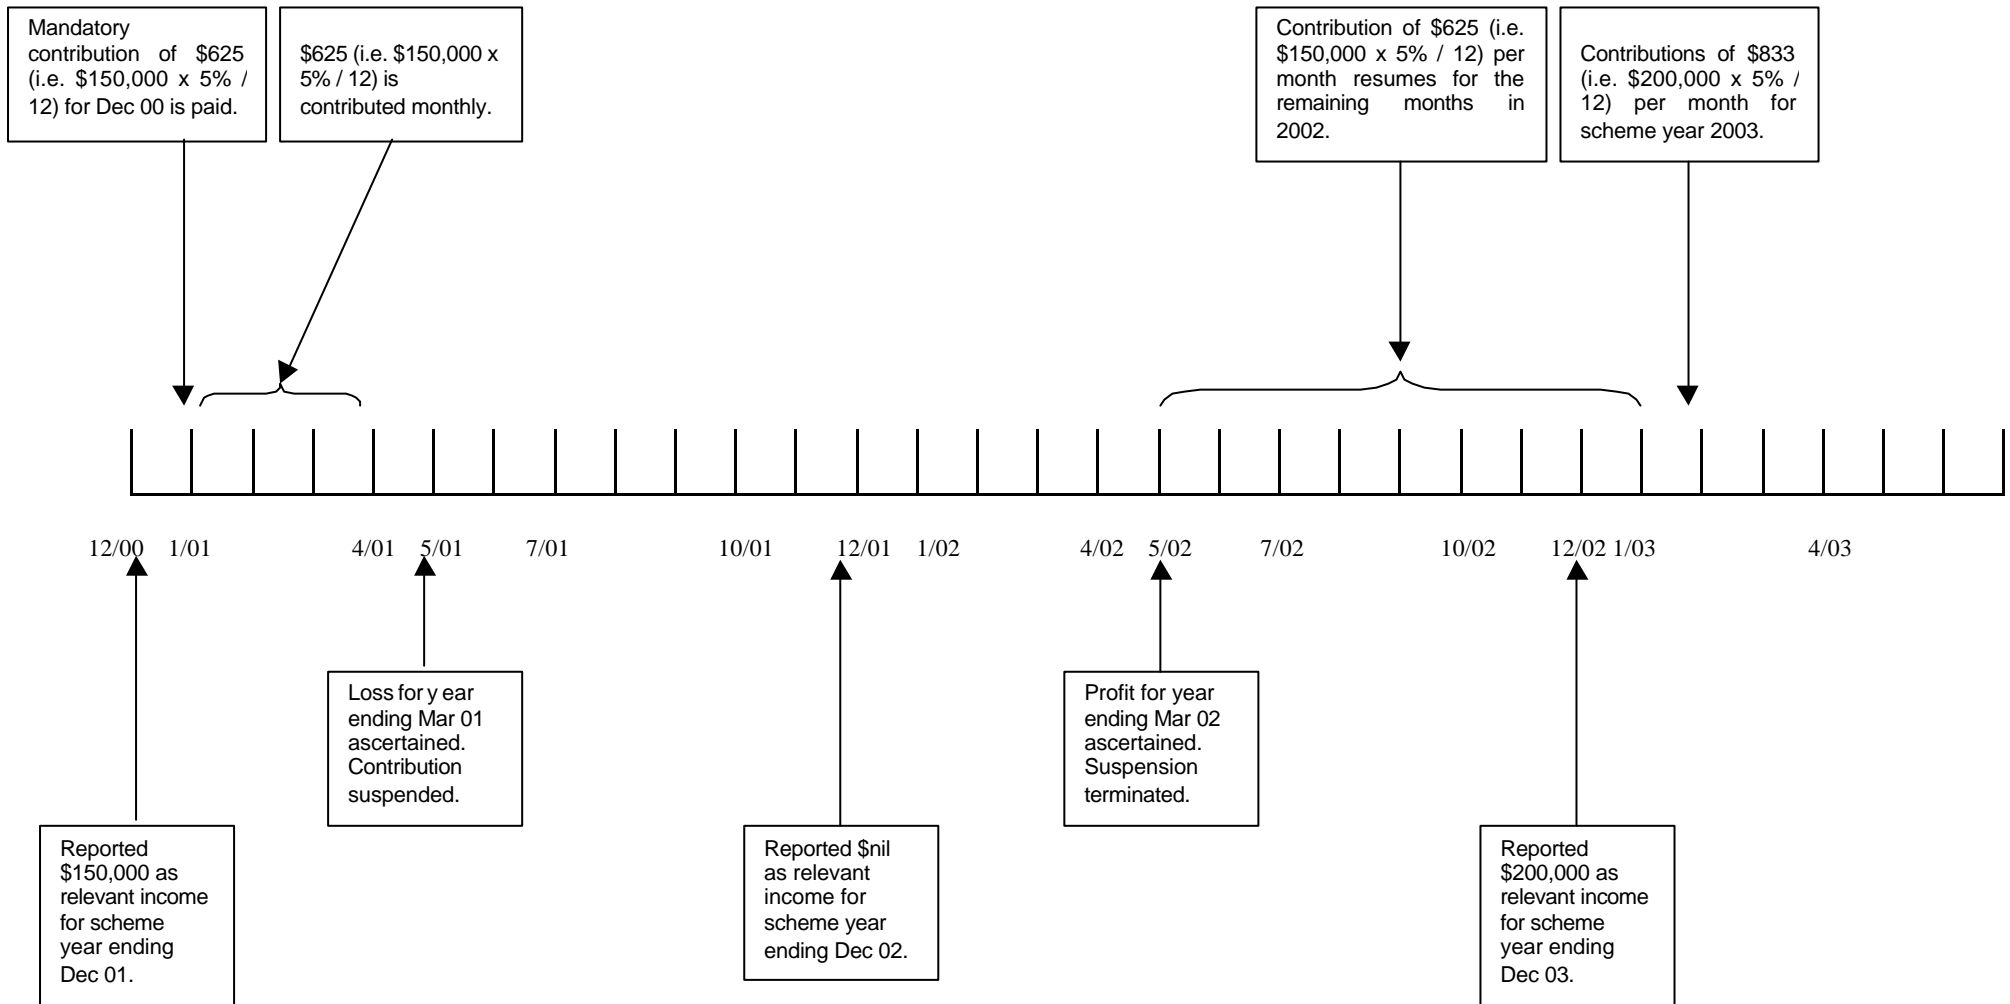 Mandatory
contribution of $625
(i.e. $150,000 x 5% /
12) for Dec 00 is paid.
$625 (i.e. $150,000 x
5% / 12) is
contributed monthly.
Contribution of $625 (i.e.
$150,000 x 5% / 12) per
month resumes for the
remaining months in
2002.
Contributions of $833
(i.e. $200,000 x 5% /
12) per month for
scheme year 2003.
12/00 1/01 4/01 5/01 7/01 10/01 12/01 1/02 4/02 5/02 7/02 10/02 12/02 1/03 4/03
Loss for y ear
ending Mar 01
ascertained.
Contribution
suspended.
Profit for year
ending Mar 02
ascertained.
Suspension
terminated.
Reported
$150,000 as
relevant income
for scheme
year ending
Dec 01.
Reported $nil
as relevant
income for
scheme year
ending Dec 02.
Reported
$200,000 as
relevant income
for scheme
year ending
Dec 03.